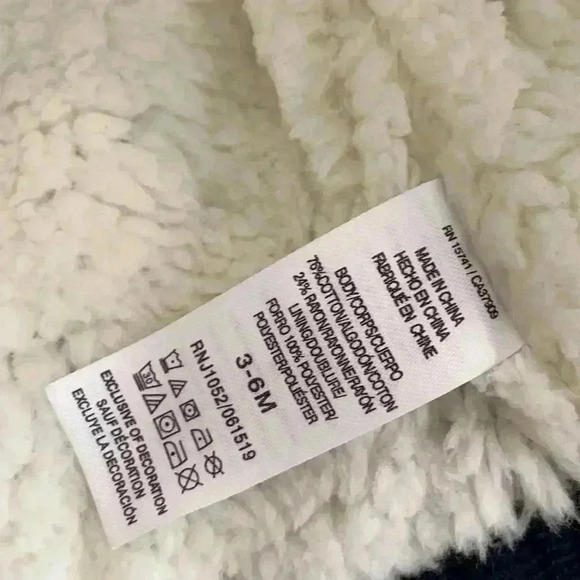 RN 15741 / CA37909
MADE IN CHINA
HECHO EN CHINA
FABRIQUÉ EN CHINE
BODY/CORPS/CUERPO
76%COTTON/ALGODÓN/COTON
24% RAYON/RAYONNE/RAYÓN
LINING/DOUBLURE/
FORRO 100% POLYESTER/
POLYESTER/POLIÉSTER
3-6M
RNJ1052/061519
30
EXCLUSIVE OF DECORATION
SAUF DÉCORATION
EXCLUYE LA DECORACIÓN